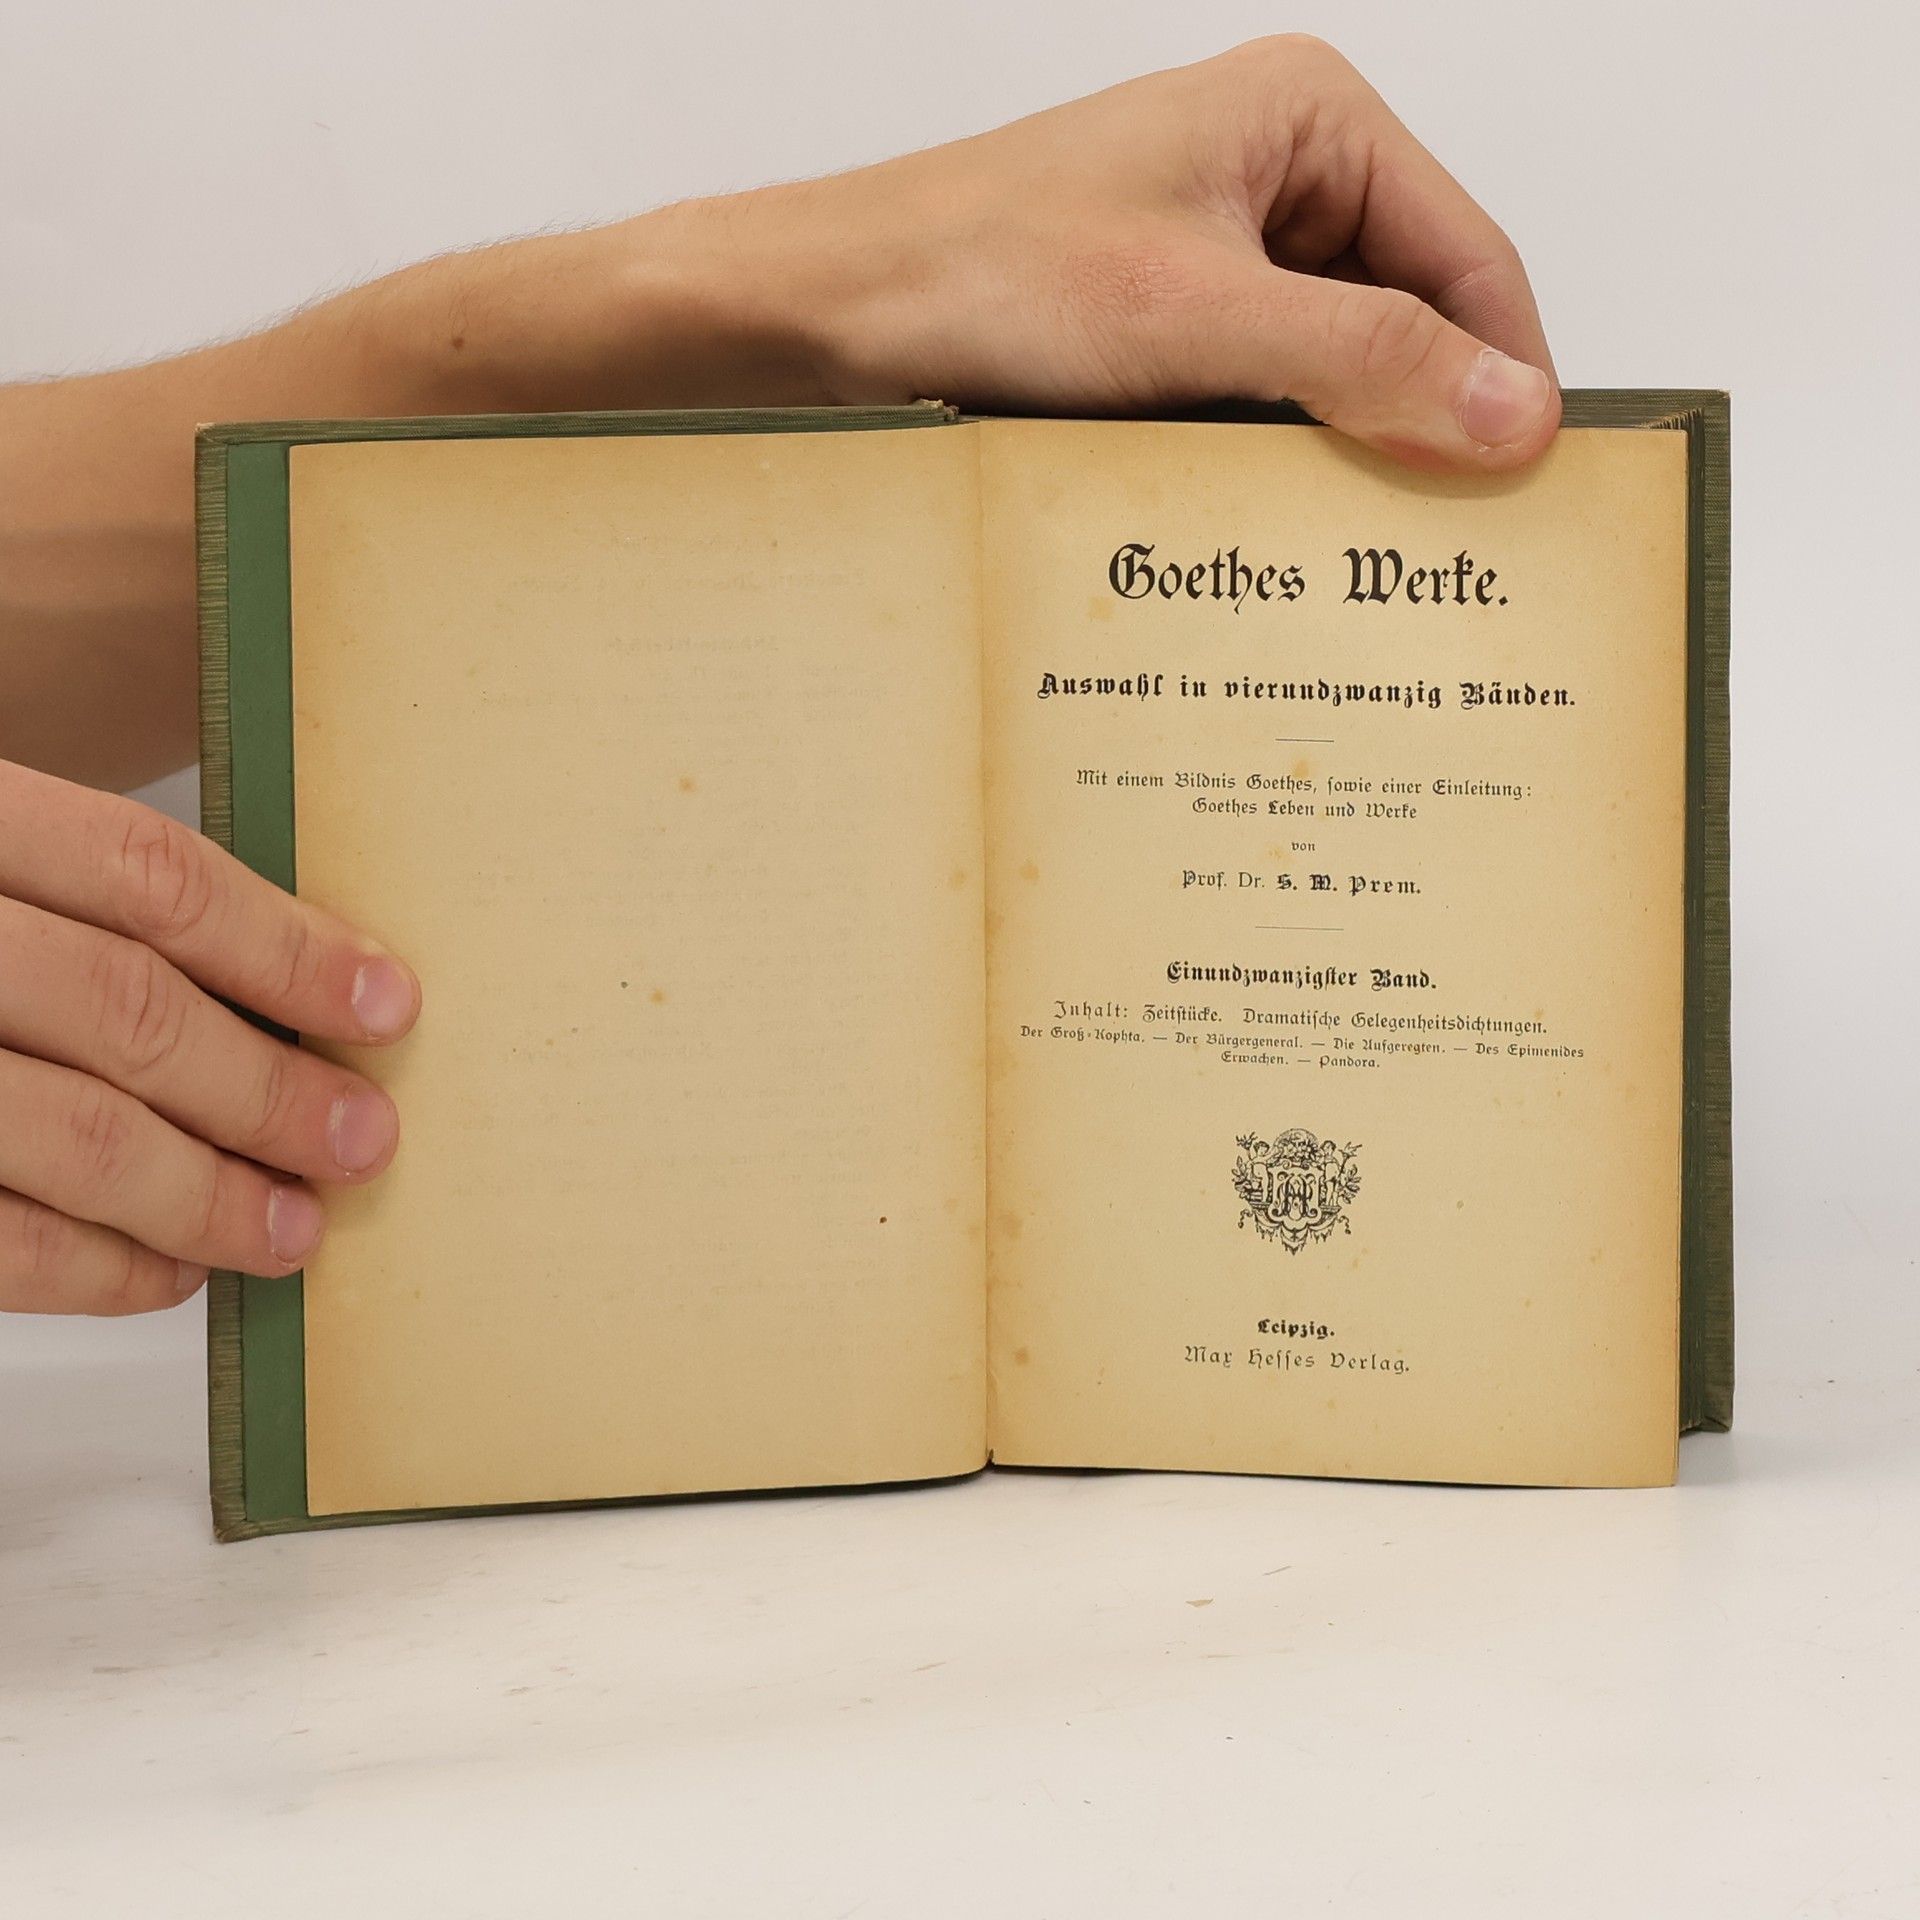 Goethes Werke.
Auswahl in vierundzwanzig Bänden.
Mit einem Bildnis Goethes, sowie einer Einleitung:
Goethes Leben und Werke
von
Prof. Dr. S. M. Prem.
Einundzwanzigster Band.
Inhalt: Zeitstücke. Dramatische Gelegenheitsdichtungen.
Der Groß-Kophta. — Der Bürgergeneral. — Die Aufgeregten. — Des Epimenides
Erwachen. — Pandora.
Leipzig.
Max Hesses Verlag.